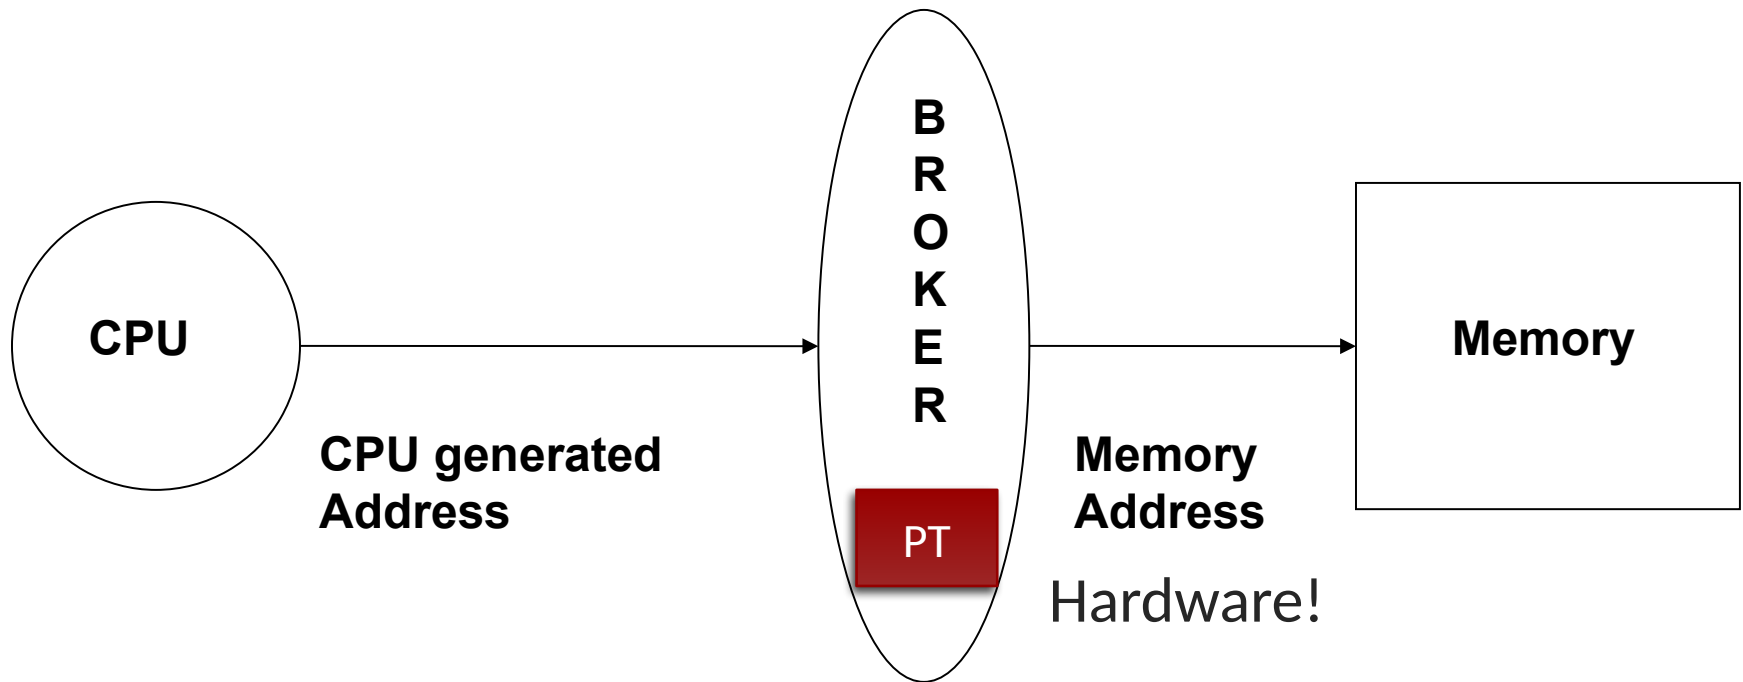 B
R
O
K
E
R
CPU
Memory
CPU generated
Address
Memory
Address
PT
Hardware!